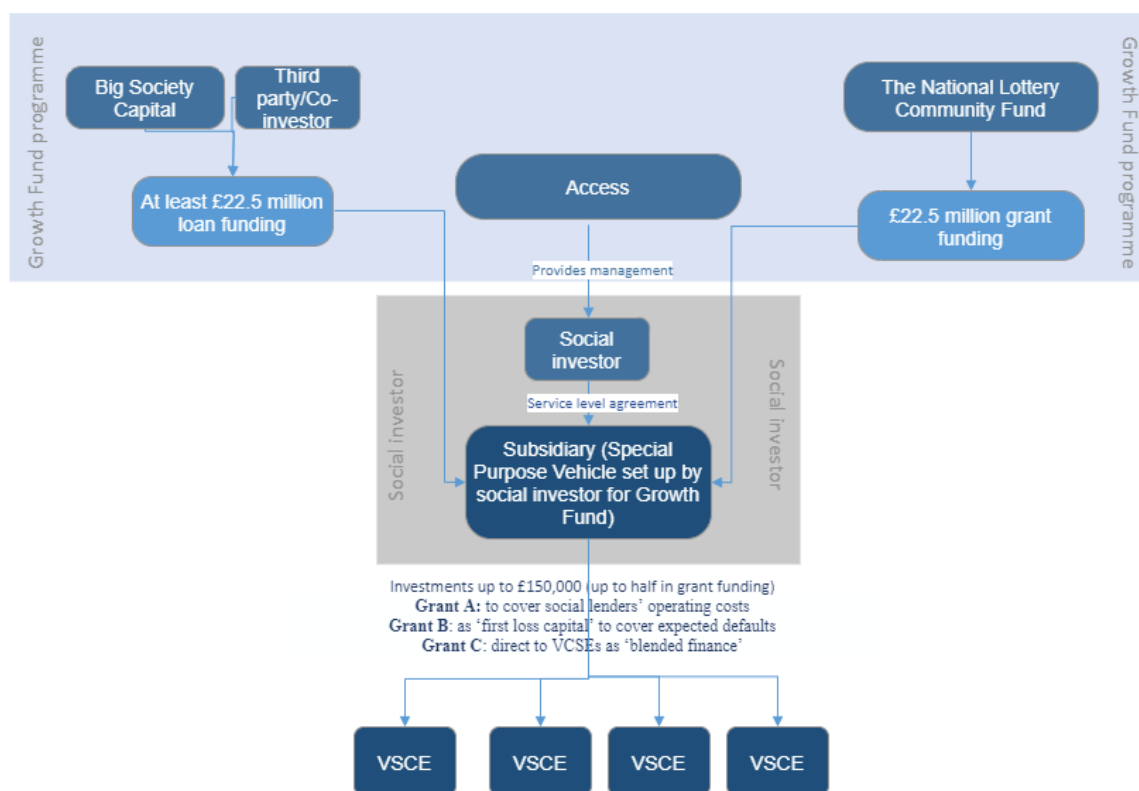 Growth Fund programme
Growth Fund programme
Big Society
Capital
Third
party/Co-
investor
The National Lottery
Community Fund
At least £22.5 million
loan funding
Access
£22.5 million grant
funding
Provides management
Social investor
Social investor
Social
investor
Service level agreement
Subsidiary (Special
Purpose Vehicle set up by
social investor for Growth
Fund)
Investments up to £150,000 (up to half in grant funding)
Grant A: to cover social lenders’ operating costs
Grant B: as ‘first loss capital’ to cover expected defaults
Grant C: direct to VCSEs as ‘blended finance’
VSCE
VSCE
VSCE
VSCE